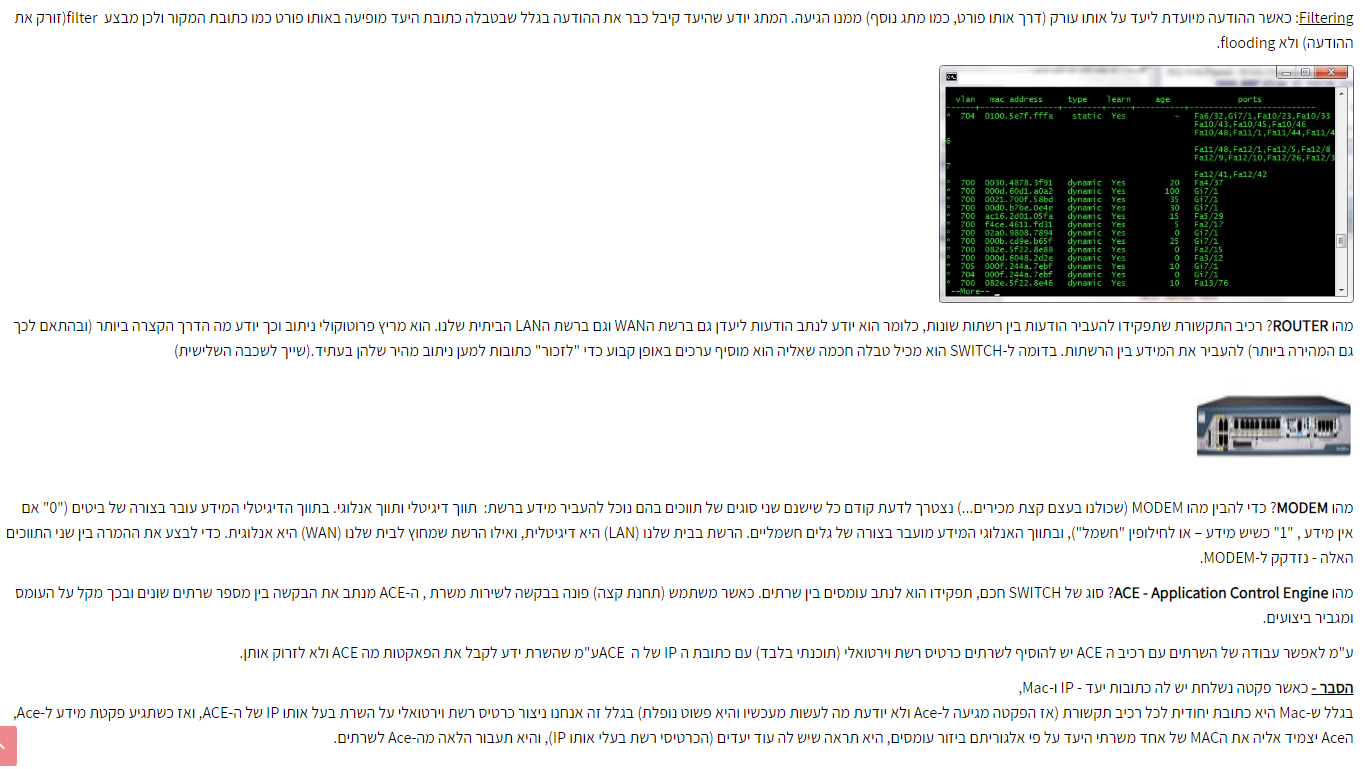 Filtering: כאשר ההודעה מיועדת ליעד על אותו עורק (דרך אותו פורט, כמו מתג נוסף) ממנו הגיעה. המתג יודע שהיעד קיבל כבר את ההודעה בגלל שבטבלה כתובת היעד מופיעה באותו פורט כמו כתובת המקור ולכן מבצע filter(זורק את
ההודעה) ולא flooding.
vlan mac address type learn age ports
* 704 0100.5e7f.fffa static Yes - Fa6/32,Gi7/1,Fa10/23,Fa10/33
Fa10/43,Fa10/45,Fa10/46
Fa10/48,Fa11/1,Fa11/44,Fa11/4
6
Fa11/48,Fa12/1,Fa12/5,Fa12/8
Fa12/9,Fa12/10,Fa12/26,Fa12/3
7
Fa12/41,Fa12/42
* 700 0030.4878.3f91 dynamic Yes 20 Fa4/37
* 700 000d.60d1.a0a2 dynamic Yes 100 Gi7/1
* 700 0021.700f.58bd dynamic Yes 35 Gi7/1
* 700 00d0.b7be.0e4e dynamic Yes 30 Gi7/1
* 700 ac16.2d01.05fa dynamic Yes 15 Fa5/29
* 700 f4ce.4611.fd31 dynamic Yes 5 Fa2/17
* 700 02a0.9808.7894 dynamic Yes 0 Gi7/1
* 700 000b.cd9e.b65f dynamic Yes 25 Gi7/1
* 700 082e.5f22.8e88 dynamic Yes 0 Fa2/15
* 700 000d.6048.2d2e dynamic Yes 0 Fa3/12
* 705 000f.244a.7ebf dynamic Yes 10 Gi7/1
* 704 000f.244a.7ebf dynamic Yes 0 Gi7/1
* 700 082e.5f22.8e46 dynamic Yes 10 Fa13/76
--More--
מהו ROUTER? רכיב התקשורת שתפקידו להעביר הודעות בין רשתות שונות, כלומר הוא יודע לנתב הודעות ליעדן גם ברשת הWAN וגם ברשת הLAN הביתית שלנו. הוא מריץ פרוטוקולי ניתוב וכך יודע מה הדרך הקצרה ביותר (ובהתאם לכך
גם המהירה ביותר) להעביר את המידע בין הרשתות. בדומה ל-SWITCH הוא מכיל טבלה חכמה שאליה הוא מוסיף ערכים באופן קבוע כדי "לזכור" כתובות למען ניתוב מהיר שלהן בעתיד.(שייך לשכבה השלישית)
מהו MODEM? כדי להבין מהו MODEM (שכולנו בעצם קצת מכירים...) נצטרך לדעת קודם כל שישנם שני סוגים של תווכים בהם נוכל להעביר מידע ברשת: תווך דיגיטלי ותווך אנלוגי. בתווך הדיגיטלי המידע עובר בצורה של ביטים ("0" אם
אין מידע , "1" כשיש מידע – או לחילופין "חשמל"), ובתווך האנלוגי המידע מועבר בצורה של גלים חשמליים. הרשת בבית שלנו (LAN) היא דיגיטלית, ואילו הרשת שמחוץ לבית שלנו (WAN) היא אנלוגית. כדי לבצע את ההמרה בין שני התווכים
האלה - נזדקק ל-MODEM.
מהו ACE - Application Control Engine? סוג של SWITCH חכם, תפקידו הוא לנתב עומסים בין שרתים. כאשר משתמש (תחנת קצה) פונה בבקשה לשירות משרת , ה-ACE מנתב את הבקשה בין מספר שרתים שונים ובכך מקל על העומס
ומגביר ביצועים.
ע"מ לאפשר עבודה של השרתים עם רכיב ה ACE יש להוסיף לשרתים כרטיס רשת וירטואלי (תוכנתי בלבד) עם כתובת ה IP של ה ACEע"מ שהשרת ידע לקבל את הפאקטות מה ACE ולא לזרוק אותן.
הסבר - כאשר פקטה נשלחת יש לה כתובות יעד - IP ו-Mac,
בגלל ש-Mac היא כתובת יחודית לכל רכיב תקשורת (אז הפקטה מגיעה ל-Ace ולא יודעת מה לעשות מעכשיו והיא פשוט נופלת) בגלל זה אנחנו ניצור כרטיס רשת וירטואלי על השרת בעל אותו IP של ה-ACE, ואז כשתגיע פקטת מידע ל-Ace,
הAce יצמיד אליה את הMAC של אחד משרתי היעד על פי אלגוריתם ביזור עומסים, היא תראה שיש לה עוד יעדים (הכרטיסי רשת בעלי אותו IP), והיא תעבור הלאה מה-Ace לשרתים.